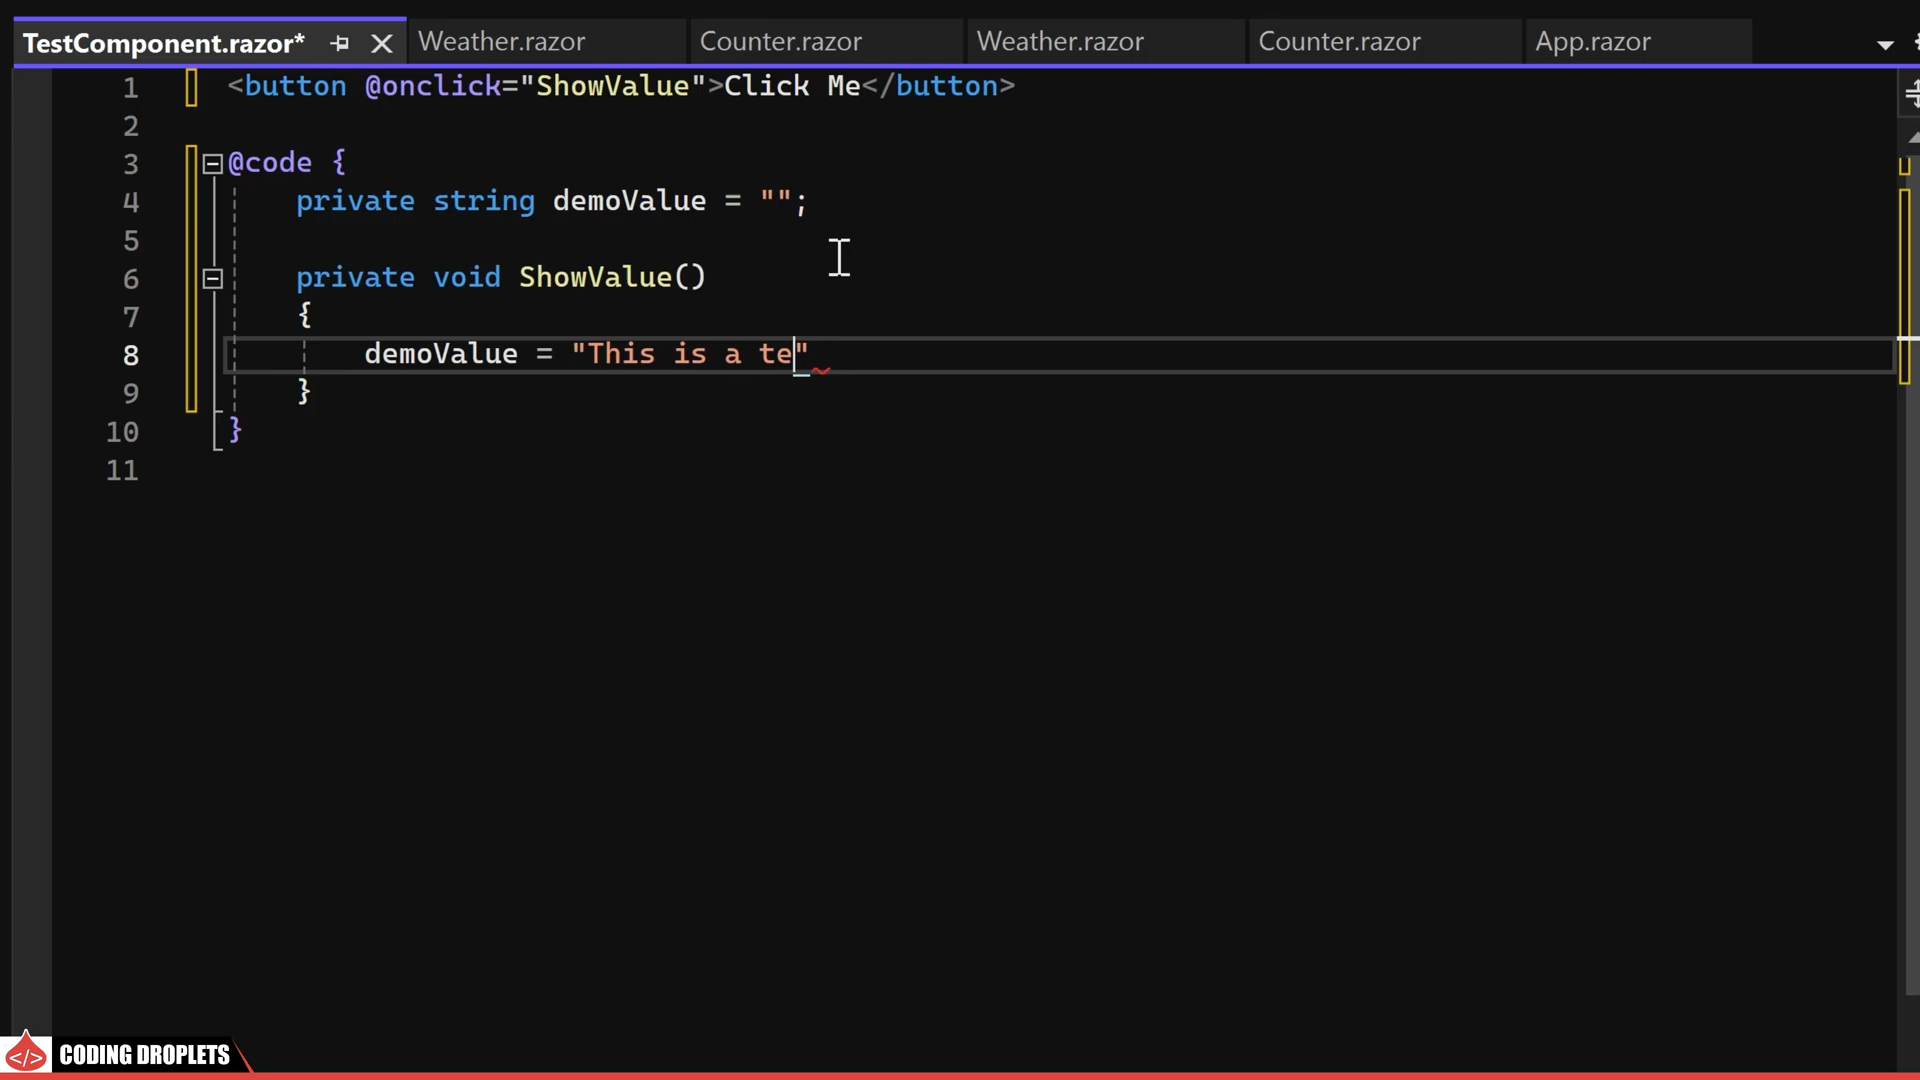 TestComponent.razor* Weather.razor Counter.razor Weather.razor Counter.razor App.razor
1 <button @onclick="ShowValue">Click Me</button>
2
3 @code {
4 private string demoValue = "";
5
6 private void ShowValue()
7 {
8 demoValue = "This is a te"
9 }
10 }
11
</> CODING DROPLETS